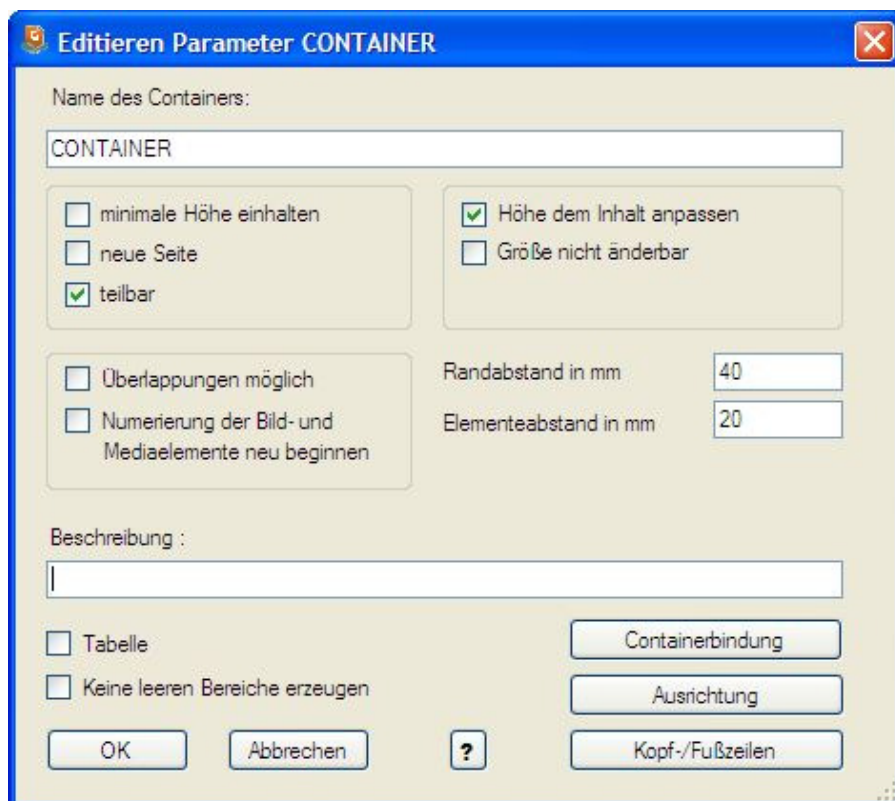 Editieren Parameter CONTAINER
Name des Containers:
CONTAINER
minimale Höhe einhalten
neue Seite
teilbar
Höhe dem Inhalt anpassen
Größe nicht änderbar
Überlappungen möglich
Numerierung der Bild- und
Mediaelemente neu beginnen
Randabstand in mm 40
Elementeabstand in mm 20
Beschreibung :
Tabelle
Keine leeren Bereiche erzeugen
Containerbindung
Ausrichtung
OK Abbrechen ? Kopf-/Fußzeilen